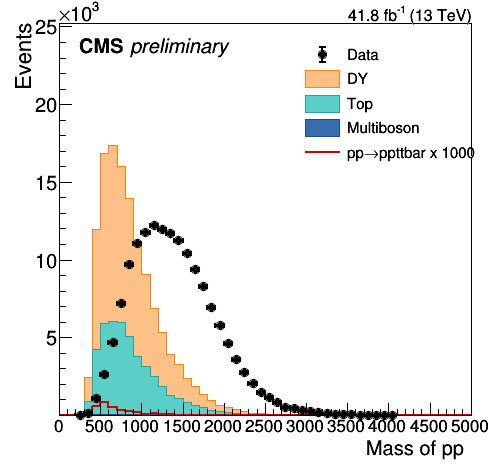 ×10³
41.8 fb⁻¹ (13 TeV)
Events
CMS preliminary
Data
DY
Top
Multiboson
pp→ppttbar x 1000
25
20
15
10
5
0 500 1000 1500 2000 2500 3000 3500 4000 4500 5000
Mass of pp